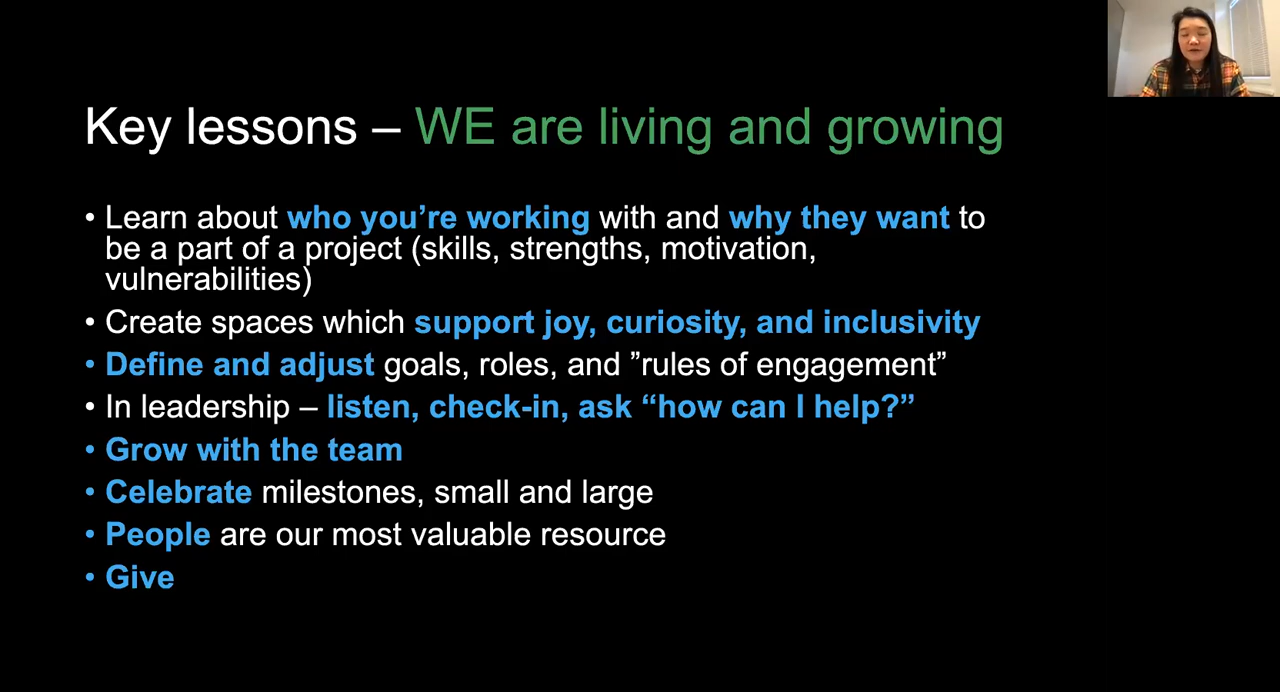 Key lessons – WE are living and growing
• Learn about who you’re working with and why they want to
be a part of a project (skills, strengths, motivation,
vulnerabilities)
• Create spaces which support joy, curiosity, and inclusivity
• Define and adjust goals, roles, and ”rules of engagement”
• In leadership – listen, check-in, ask “how can I help?”
• Grow with the team
• Celebrate milestones, small and large
• People are our most valuable resource
• Give